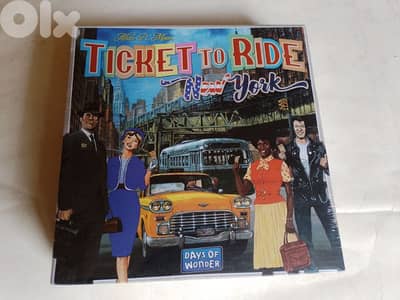 OLX
Alan R. Moon
TICKET TO RIDE
New York
DAYS OF
WONDER